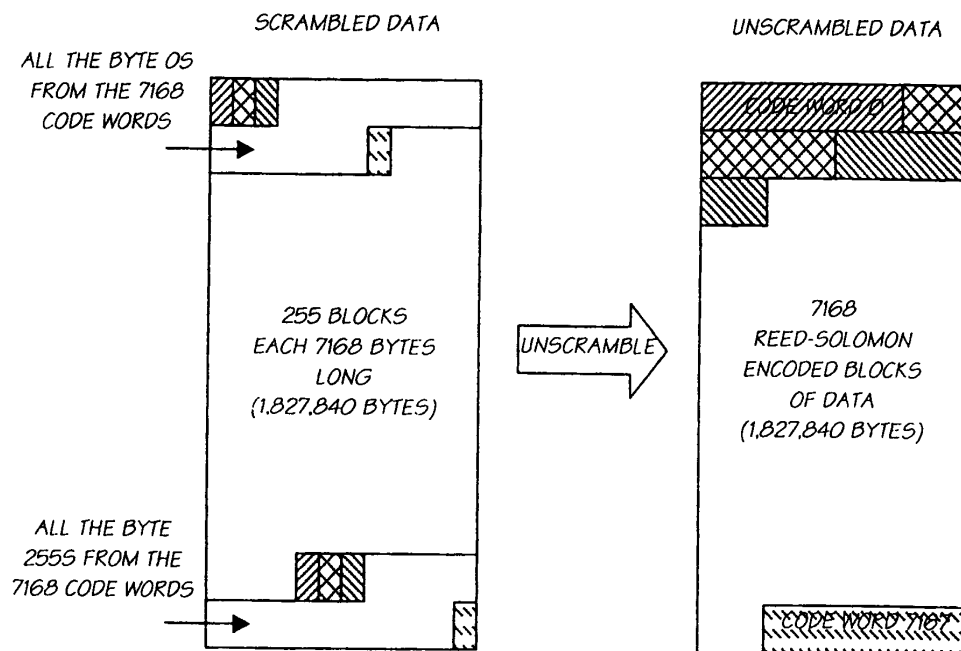 SCRAMBLED DATA
UNSCRAMBLED DATA
ALL THE BYTE OS
FROM THE 7168
CODE WORDS
CODE WORD 0
255 BLOCKS
EACH 7168 BYTES
LONG
(1,827,840 BYTES)
UNSCRAMBLE
7168
REED-SOLOMON
ENCODED BLOCKS
OF DATA
(1,827,840 BYTES)
ALL THE BYTE
255S FROM THE
7168 CODE WORDS
CODE WORD 7167